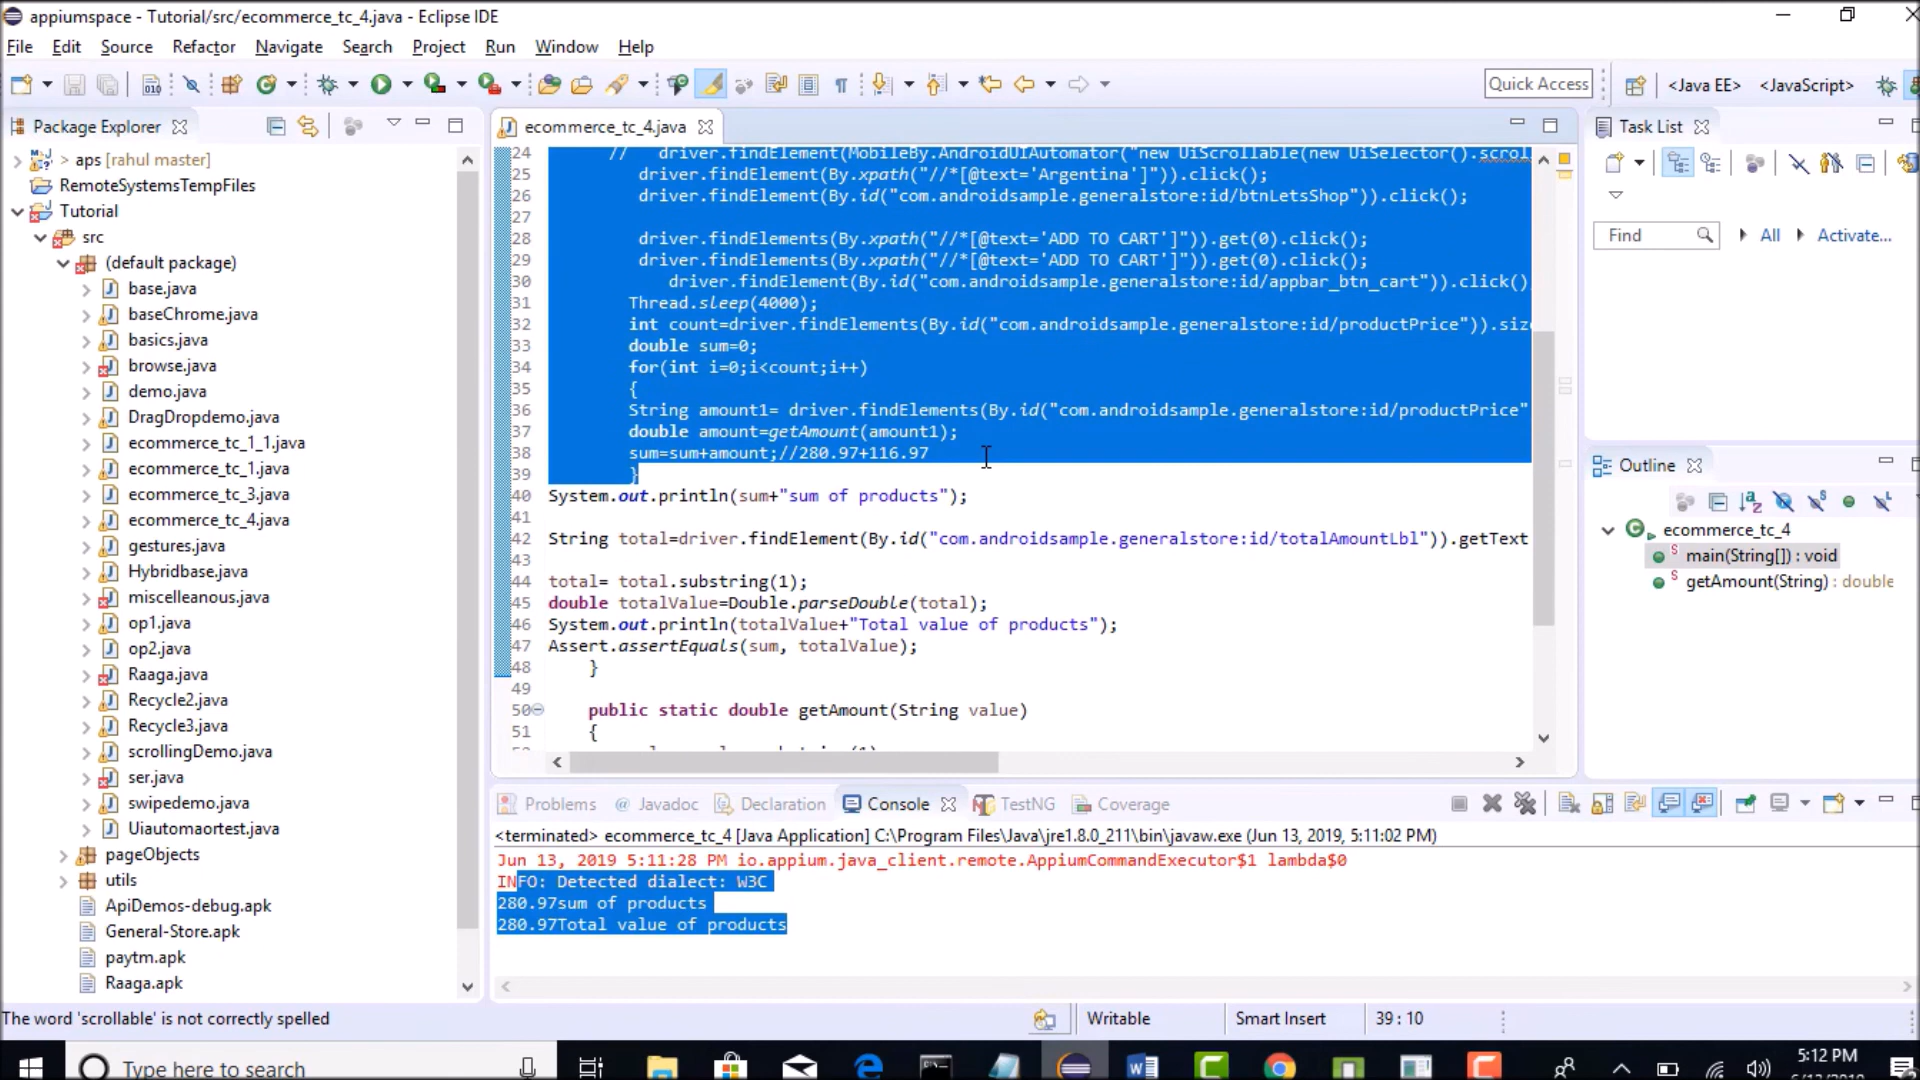 appiumspace - Tutorial/src/ecommerce_tc_4.java - Eclipse IDE
File Edit Source Refactor Navigate Search Project Run Window Help
Quick Access <Java EE> <JavaScript>
Package Explorer
> aps [rahul master]
RemoteSystemsTempFiles
Tutorial
src
(default package)
base.java
baseChrome.java
basics.java
browse.java
demo.java
DragDropdemo.java
ecommerce_tc_1_1.java
ecommerce_tc_1.java
ecommerce_tc_3.java
ecommerce_tc_4.java
gestures.java
Hybridbase.java
miscelleanous.java
op1.java
op2.java
Raaga.java
Recycle2.java
Recycle3.java
scrollingDemo.java
ser.java
swipedemo.java
Uiautomaortest.java
pageObjects
utils
ApiDemos-debug.apk
General-Store.apk
paytm.apk
Raaga.apk
ecommerce_tc_4.java
24 // driver.findElement(MobileBy.AndroidUIAutomator("new UiScrollable(new UiSelector().scrol
25 driver.findElement(By.xpath("//*[@text='Argentina']")).click();
26 driver.findElement(By.id("com.androidsample.generalstore:id/btnLetsShop")).click();
27
28 driver.findElements(By.xpath("//*[@text='ADD TO CART']")).get(0).click();
29 driver.findElements(By.xpath("//*[@text='ADD TO CART']")).get(0).click();
30 driver.findElement(By.id("com.androidsample.generalstore:id/appbar_btn_cart")).click()
31 Thread.sleep(4000);
32 int count=driver.findElements(By.id("com.androidsample.generalstore:id/productPrice")).size
33 double sum=0;
34 for(int i=0;i<count;i++)
35 {
36 String amount1= driver.findElements(By.id("com.androidsample.generalstore:id/productPrice"
37 double amount=getAmount(amount1);
38 sum=sum+amount;//280.97+116.97
39 }
40 System.out.println(sum+"sum of products");
41
42 String total=driver.findElement(By.id("com.androidsample.generalstore:id/totalAmountLbl")).getText
43
44 total= total.substring(1);
45 double totalValue=Double.parseDouble(total);
46 System.out.println(totalValue+"Total value of products");
47 Assert.assertEquals(sum, totalValue);
48 }
49
50 public static double getAmount(String value)
51 {
Task List
Find All Activate...
Outline
ecommerce_tc_4
main(String[]) : void
getAmount(String) : double
Problems @ Javadoc Declaration Console TestNG Coverage
<terminated> ecommerce_tc_4 [Java Application] C:\Program Files\Java\jre1.8.0_211\bin\javaw.exe (Jun 13, 2019, 5:11:02 PM)
Jun 13, 2019 5:11:28 PM io.appium.java_client.remote.AppiumCommandExecutor$1 lambda$0
INFO: Detected dialect: W3C
280.97sum of products
280.97Total value of products
The word 'scrollable' is not correctly spelled Writable Smart Insert 39 : 10
Type here to search
5:12 PM